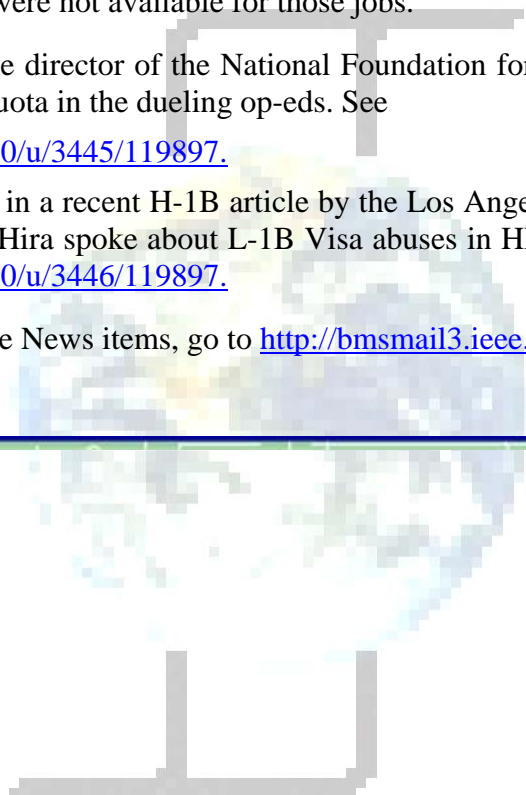 were not available for those jobs.
e director of the National Foundation for
uota in the dueling op-eds. See
0/u/3445/119897.
in a recent H-1B article by the Los Ange
Hira spoke about L-1B Visa abuses in H
0/u/3446/119897.
e News items, go to http://bmsmail3.ieee.